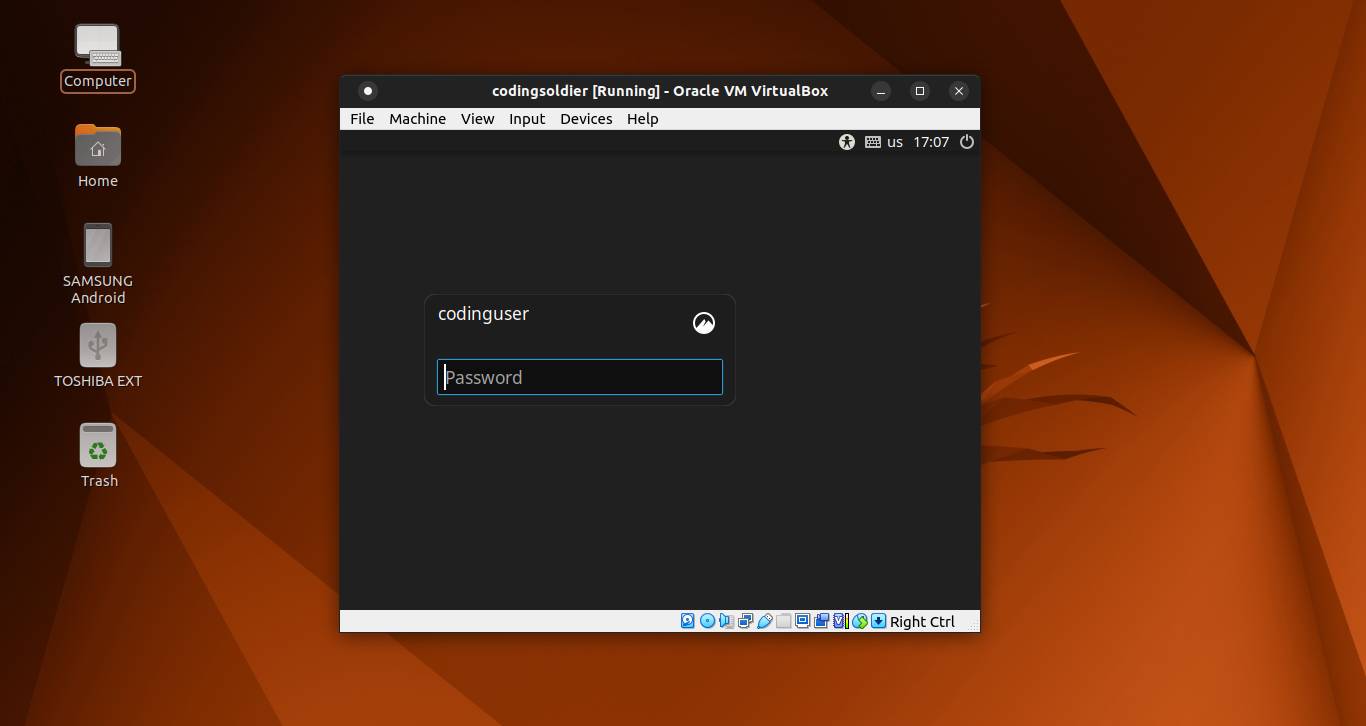 Computer
Home
SAMSUNG
Android
TOSHIBA EXT
Trash
codingsoldier [Running] - Oracle VM VirtualBox
File Machine View Input Devices Help
us 17:07
codinguser
Password
Right Ctrl